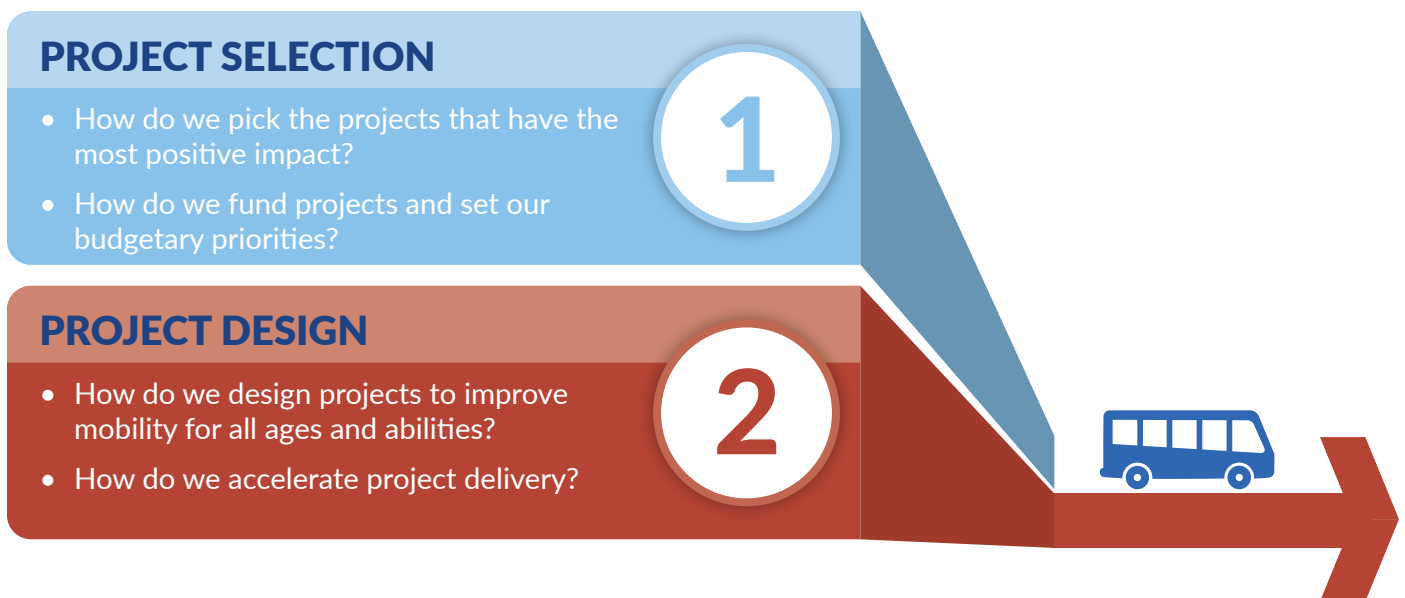 PROJECT SELECTION
• How do we pick the projects that have the
most positive impact?
• How do we fund projects and set our
budgetary priorities?
1
PROJECT DESIGN
• How do we design projects to improve
mobility for all ages and abilities?
• How do we accelerate project delivery?
2